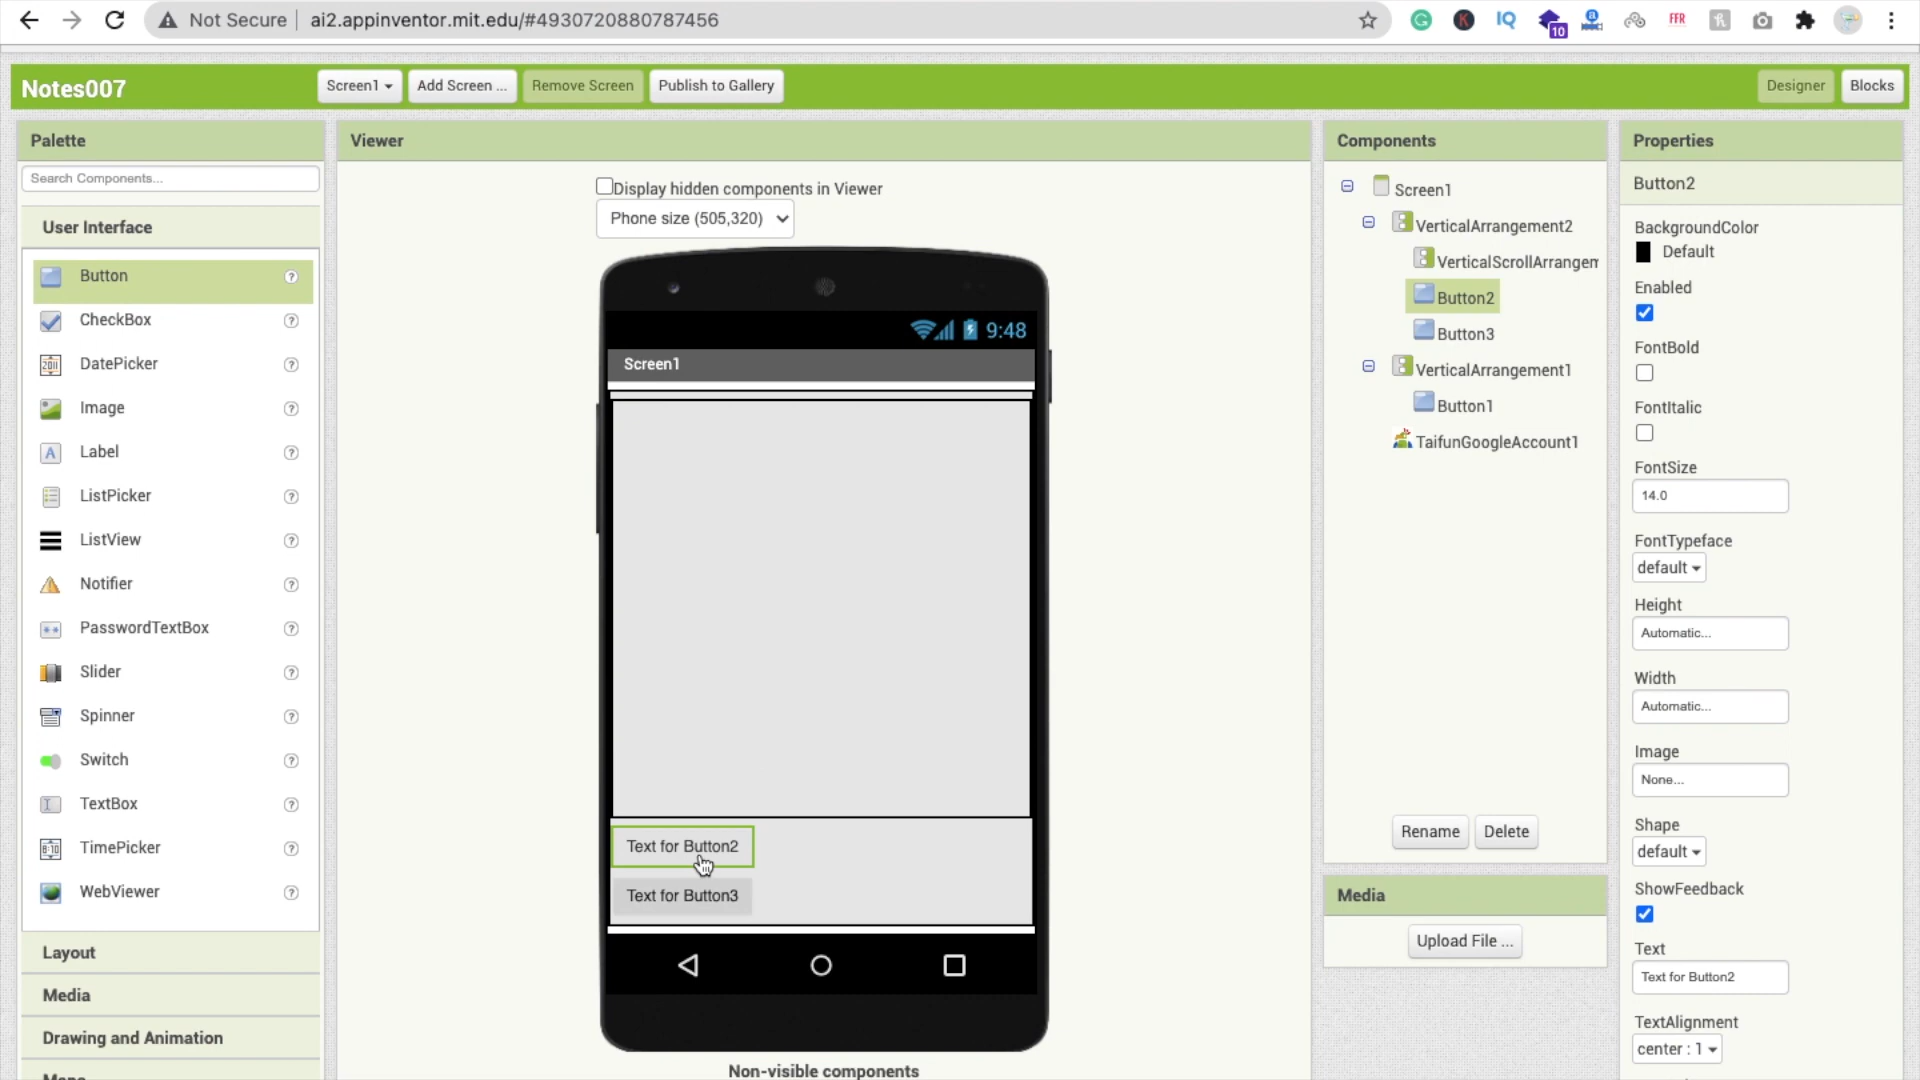 Not Secure
ai2.appinventor.mit.edu/#4930720880787456
10
FFR
Notes007
Screen1
Add Screen ...
Remove Screen
Publish to Gallery
Designer
Blocks
Palette
Search Components...
User Interface
Button
CheckBox
DatePicker
Image
Label
ListPicker
ListView
Notifier
PasswordTextBox
Slider
Spinner
Switch
TextBox
TimePicker
WebViewer
Layout
Media
Drawing and Animation
Maps
Viewer
Display hidden components in Viewer
Phone size (505,320)
9:48
Screen1
Text for Button2
Text for Button3
Non-visible components
Components
Screen1
VerticalArrangement2
VerticalScrollArrangem
Button2
Button3
VerticalArrangement1
Button1
TaifunGoogleAccount1
Rename
Delete
Media
Upload File ...
Properties
Button2
BackgroundColor
Default
Enabled
FontBold
FontItalic
FontSize
14.0
FontTypeface
default
Height
Automatic...
Width
Automatic...
Image
None...
Shape
default
ShowFeedback
Text
Text for Button2
TextAlignment
center : 1